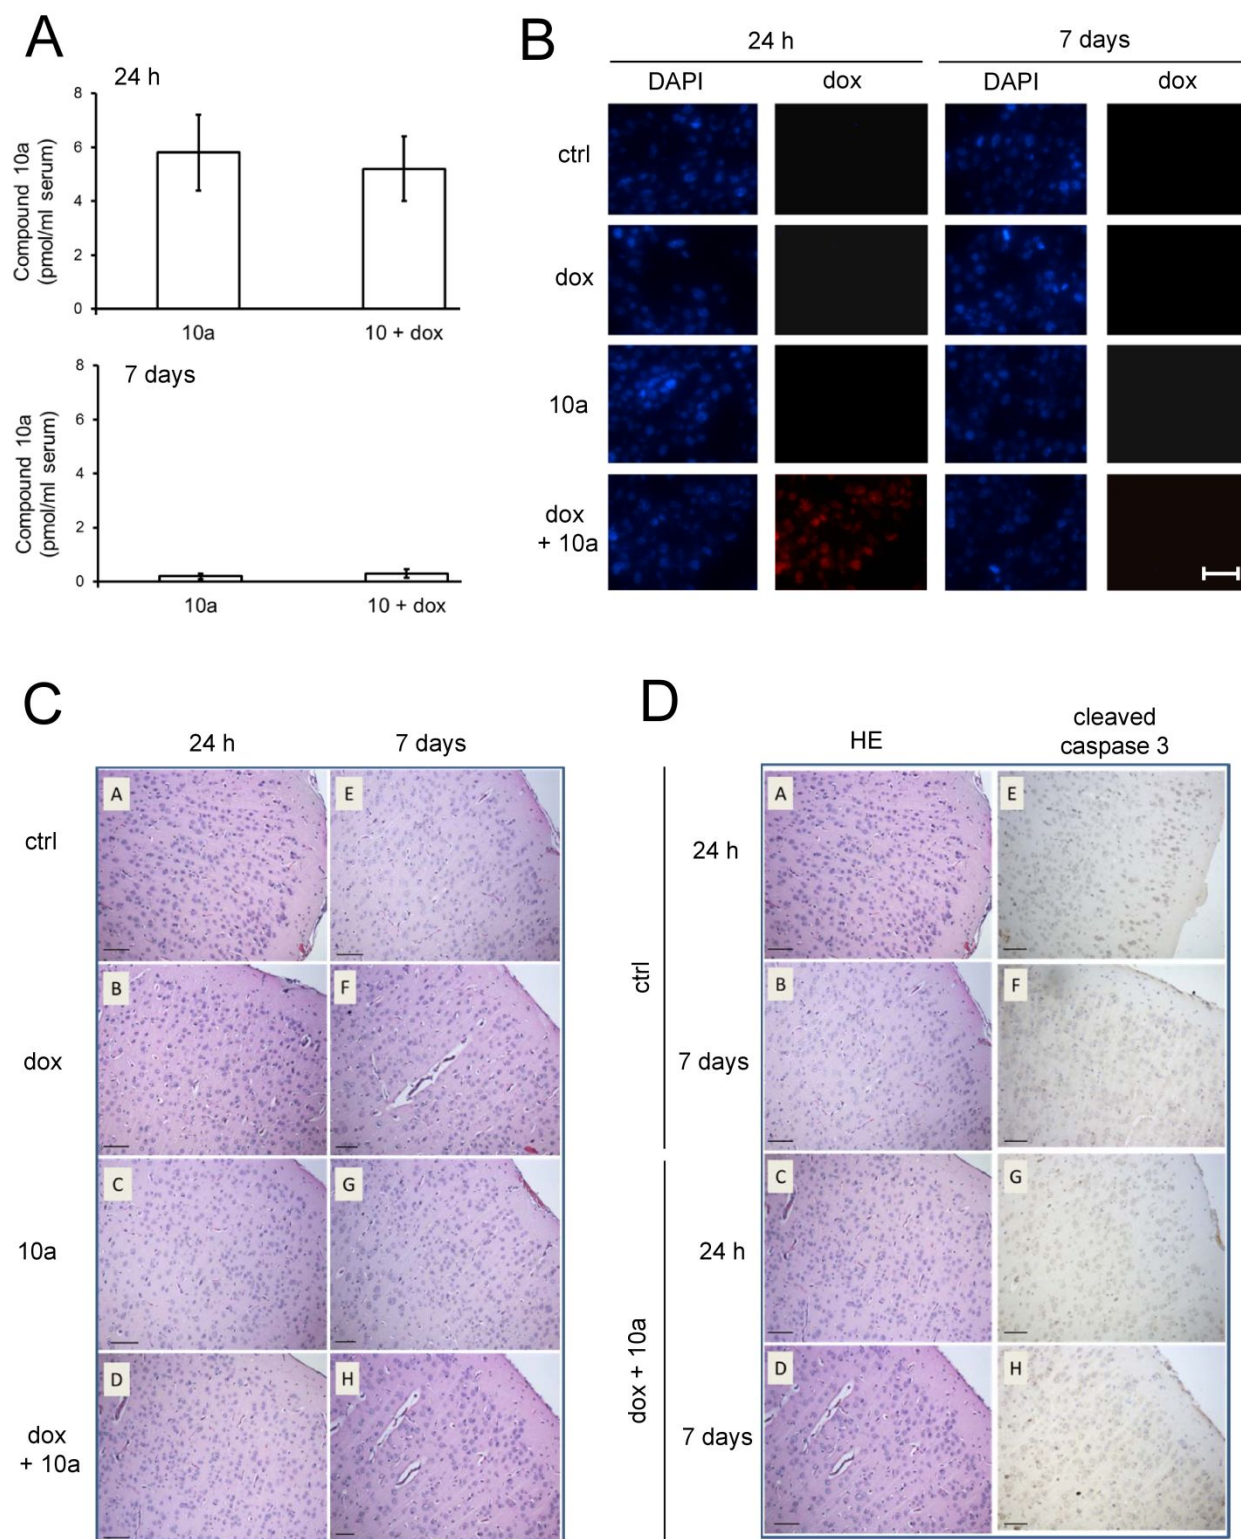 A
24 h
Compound 10a
(pmol/ml serum)
8
6
4
2
0
10a
10 + dox
7 days
Compound 10a
(pmol/ml serum)
8
6
4
2
0
10a
10 + dox
B
24 h
7 days
DAPI
dox
DAPI
dox
ctrl
dox
10a
dox
+ 10a
C
24 h
7 days
ctrl
A
E
dox
B
F
10a
C
G
dox
+ 10a
D
H
D
HE
cleaved
caspase 3
ctrl
24 h
A
E
7 days
B
F
dox + 10a
24 h
C
G
7 days
D
H